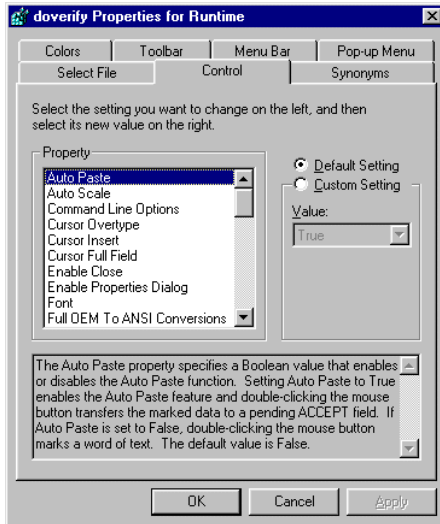 doverify Properties for Runtime
Colors Toolbar Menu Bar Pop-up Menu
Select File Control Synonyms
Select the setting you want to change on the left, and then
select its new value on the right.
Property
Auto Paste
Auto Scale
Command Line Options
Cursor Overtype
Cursor Insert
Cursor Full Field
Enable Close
Enable Properties Dialog
Font
Full OEM To ANSI Conversions
Default Setting
Custom Setting
Value:
True
The Auto Paste property specifies a Boolean value that enables
or disables the Auto Paste function. Setting Auto Paste to True
enables the Auto Paste feature and double-clicking the mouse
button transfers the marked data to a pending ACCEPT field. If
Auto Paste is set to False, double-clicking the mouse button
marks a word of text. The default value is False.
OK Cancel Apply